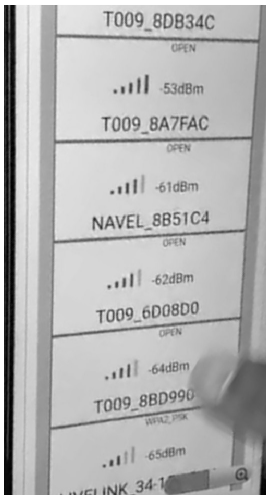 T009_8DB34C
OPEN
-53dBm
T009_8A7FAC
OPEN
-61dBm
NAVEL_8B51C4
OPEN
-62dBm
T009_6D08D0
OPEN
-64dBm
T009_8BD990
WPA2_PSK
-65dBm